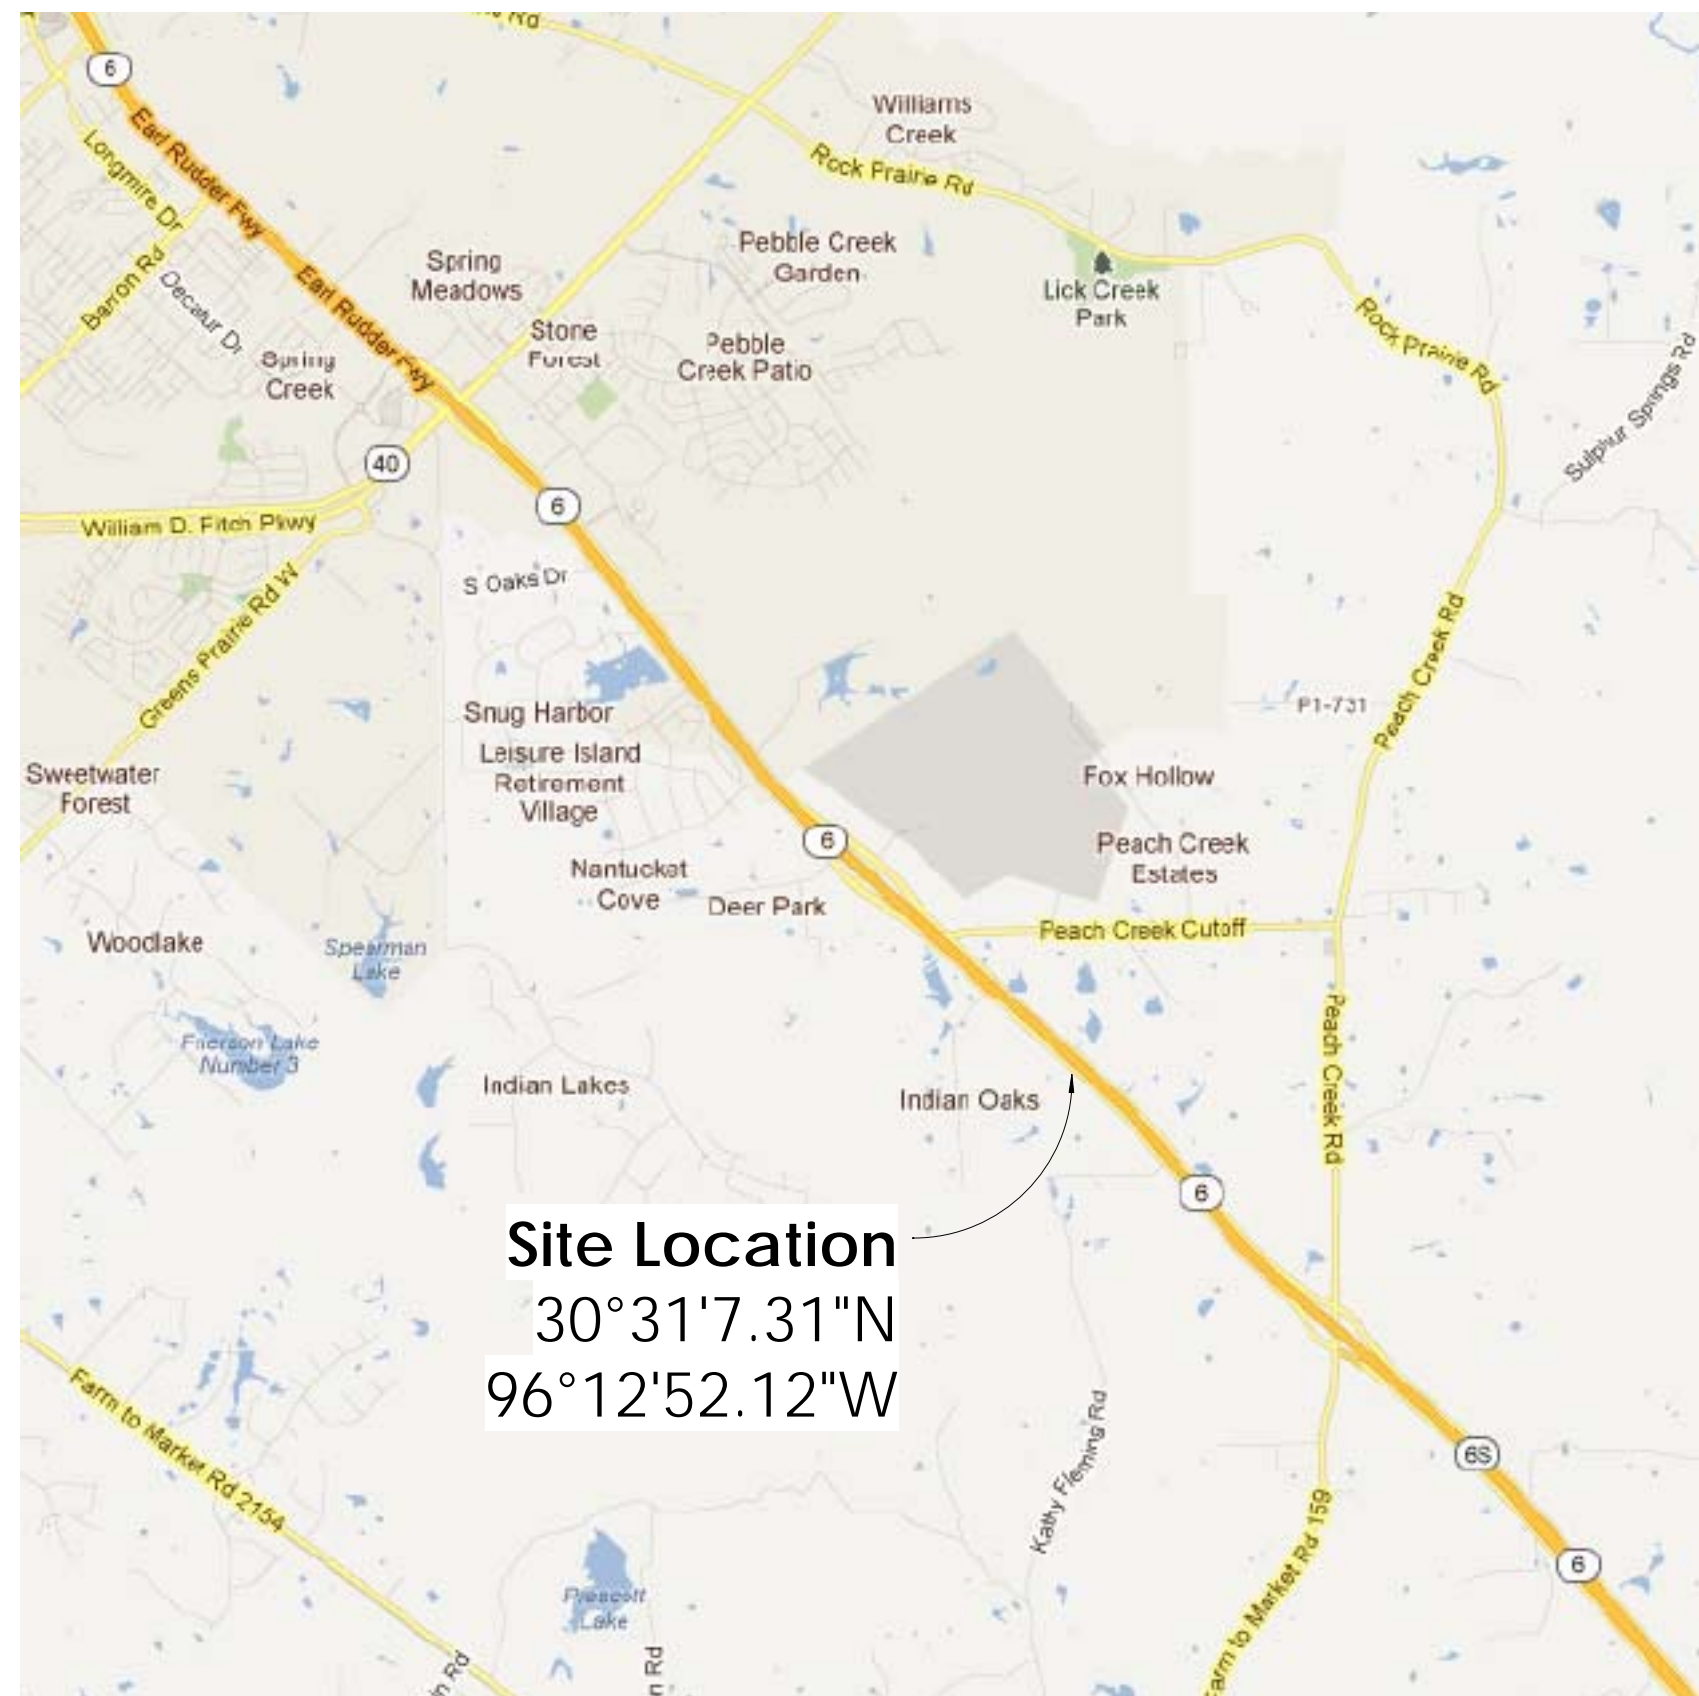 Rd
6
Williams
Creek
Earl Rudder Fwy
Longmire Dr
Rock Prairie Rd
Pebble Creek
Garden
Spring
Meadows
Barron Rd
Decatur Dr
Earl Rudder Fwy
Lick Creek
Park
Rock Prairie Rd
Sulphur Springs Rd
Stone
Forest
Pebble
Creek Patio
Spring
Creek
40
6
William D. Fitch Pkwy
S Oaks Dr
Greens Prairie Rd W
Peach Creek Rd
P1-731
Snug Harbor
Leisure Island
Retirement
Village
Sweetwater
Forest
Fox Hollow
6
Peach Creek
Estates
Nantucket
Cove
Deer Park
Peach Creek Cutoff
Woodlake
Spearman
Lake
Frierson Lake
Number 3
Peach Creek Rd
Indian Lakes
Indian Oaks
6
Site Location
30°31'7.31"N
96°12'52.12"W
Farm to Market Rd 2154
Kathy Fleming Rd
6S
Farm to Market Rd 159
6
Prescott
Lake
n Rd
n Rd